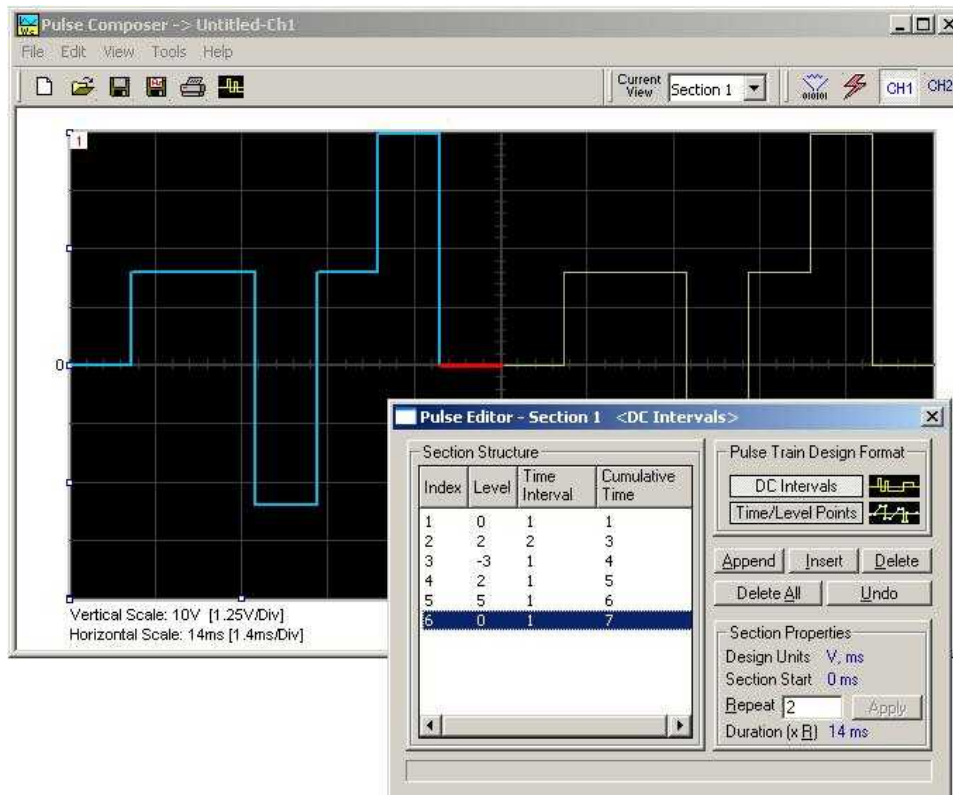 Pulse Composer -> Untitled-Ch1
File Edit View Tools Help
Current View Section 1 010101 CH1 CH2
1
0
Vertical Scale: 10V [1.25V/Div]
Horizontal Scale: 14ms [1.4ms/Div]
Pulse Editor - Section 1 <DC Intervals>
Section Structure
Index Level Time Interval Cumulative Time
1 0 1 1
2 2 2 3
3 -3 1 4
4 2 1 5
5 5 1 6
6 0 1 7
Pulse Train Design Format
DC Intervals
Time/Level Points
Append Insert Delete
Delete All Undo
Section Properties
Design Units V, ms
Section Start 0 ms
Repeat 2 Apply
Duration (x R) 14 ms